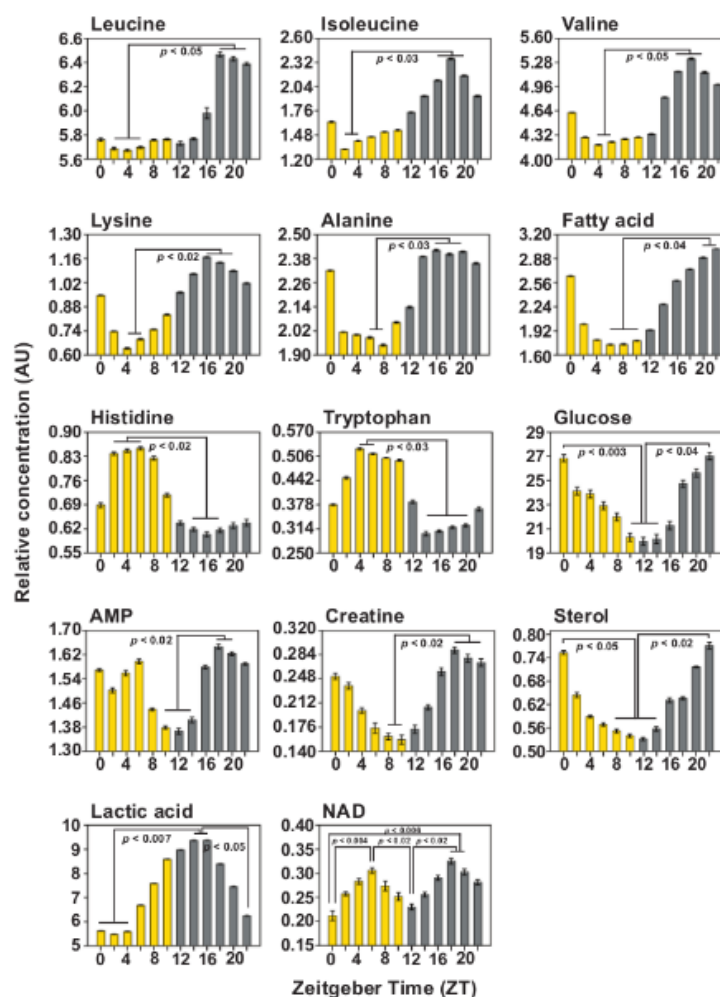 Leucine Isoleucine Valine
6.6 2.60 5.60
6.4 p < 0.05 2.32 p < 0.03 5.28 p < 0.05
6.2 2.04 4.96
6.0 1.76 4.64
5.8 1.48 4.32
5.6 1.20 4.00
0 4 8 12 16 20 0 4 8 12 16 20 0 4 8 12 16 20
Lysine Alanine Fatty acid
1.30 2.50 3.20
1.16 p < 0.02 2.38 p < 0.03 2.88 p < 0.04
1.02 2.26 2.56
0.88 2.14 2.24
0.74 2.02 1.92
0.60 1.90 1.60
0 4 8 12 16 20 0 4 8 12 16 20 0 4 8 12 16 20
Relative concentration (AU)
Histidine Tryptophan Glucose
0.90 0.570 29
0.83 p < 0.02 0.506 p < 0.03 27 p < 0.003 p < 0.04
0.76 0.442 25
0.69 0.378 23
0.62 0.314 21
0.55 0.250 19
0 4 8 12 16 20 0 4 8 12 16 20 0 4 8 12 16 20
AMP Creatine Sterol
1.70 0.320 0.80
1.62 p < 0.02 0.284 p < 0.02 0.74 p < 0.05 p < 0.02
1.54 0.248 0.68
1.46 0.212 0.62
1.38 0.176 0.56
1.30 0.140 0.50
0 4 8 12 16 20 0 4 8 12 16 20 0 4 8 12 16 20
Lactic acid NAD
10 0.40 p < 0.006
9 p < 0.007 p < 0.05 0.35 p < 0.004 p < 0.02 p < 0.02
8 0.30
7 0.25
6 0.20
5 0.15
0 4 8 12 16 20 0 4 8 12 16 20
Zeitgeber Time (ZT)